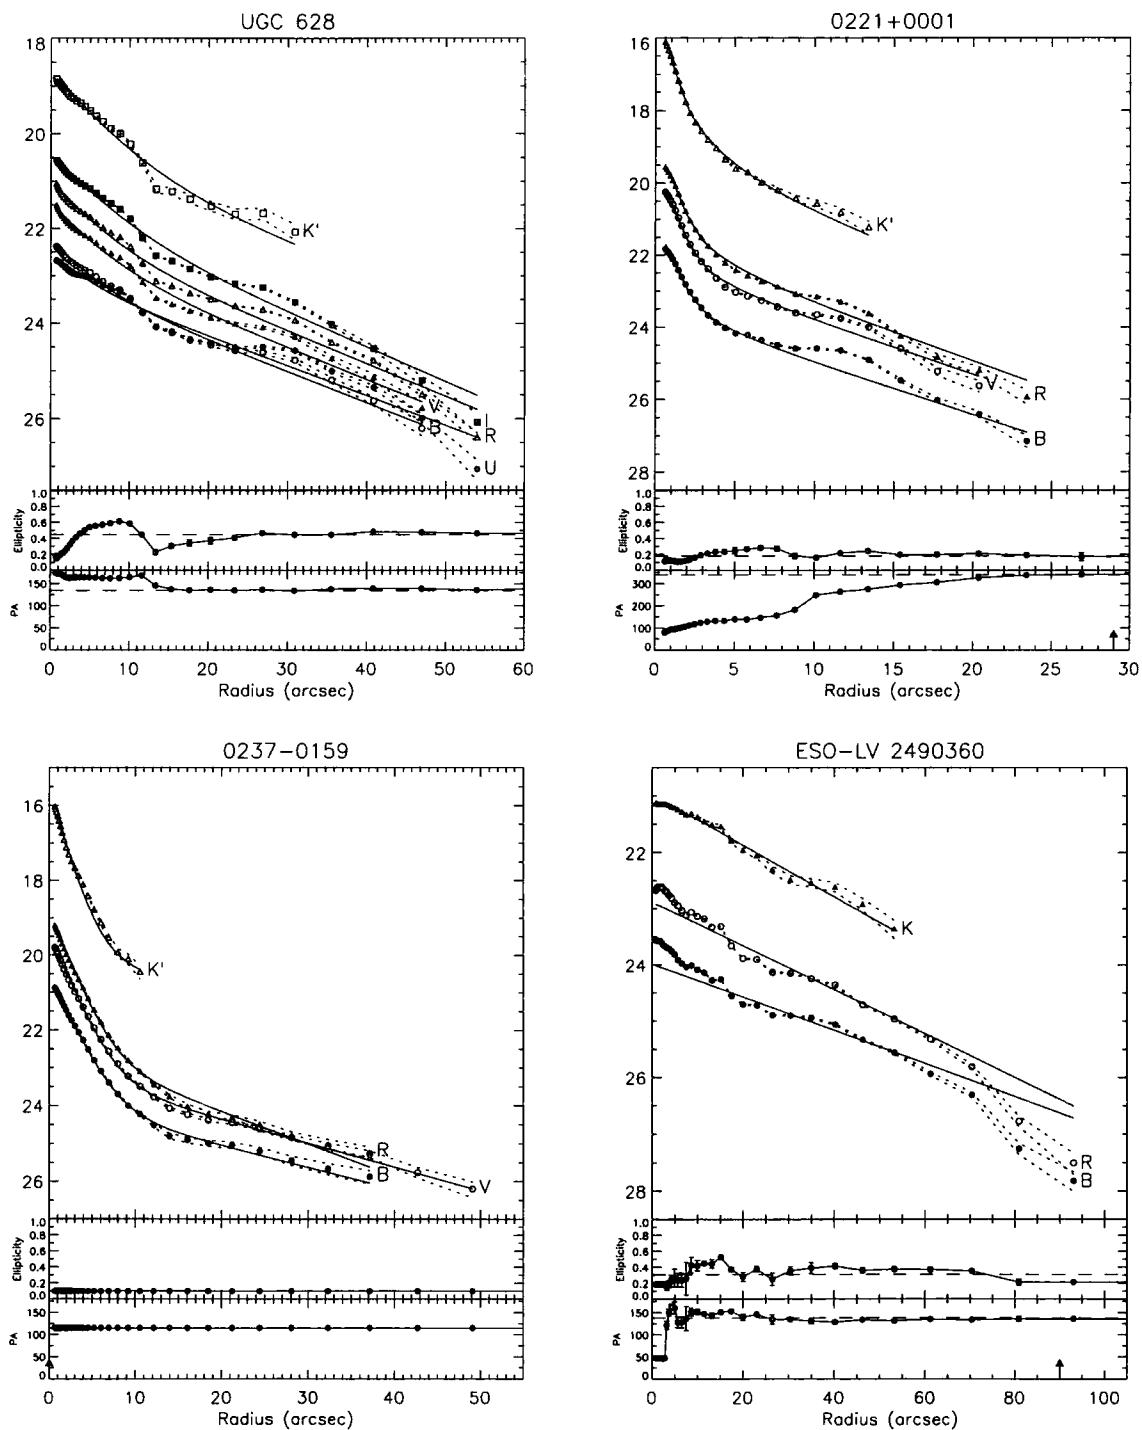 UGC 628
18
20
22
24
26
K'
I
V
R
B
U
1.0
0.8
0.6
0.4
0.2
0.0
Ellipticity
150
100
50
0
PA
0 10 20 30 40 50 60
Radius (arcsec)
0221+0001
16
18
20
22
24
26
28
K'
V
R
B
1.0
0.8
0.6
0.4
0.2
0.0
Ellipticity
300
200
100
0
PA
0 5 10 15 20 25 30
Radius (arcsec)
0237-0159
16
18
20
22
24
26
K'
R
B
V
1.0
0.8
0.6
0.4
0.2
0.0
Ellipticity
150
100
50
0
PA
0 10 20 30 40 50
Radius (arcsec)
ESO-LV 2490360
22
24
26
28
K
R
B
1.0
0.8
0.6
0.4
0.2
0.0
Ellipticity
150
100
50
0
PA
0 20 40 60 80 100
Radius (arcsec)